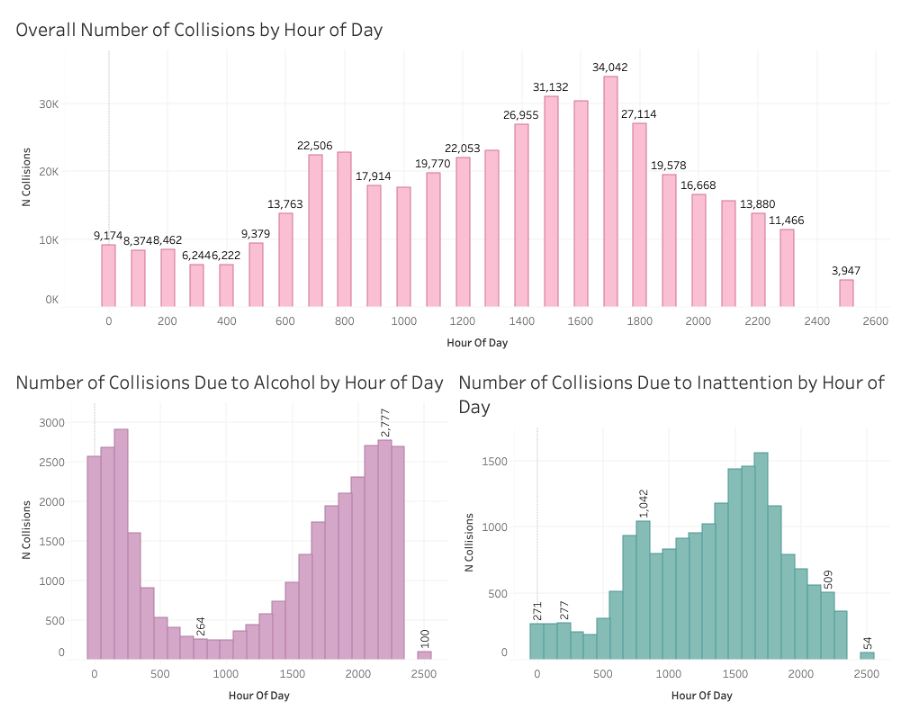 Overall Number of Collisions by Hour of Day
34,042
31,132
30K
26,955
27,114
22,506
22,053
20K
19,770
19,578
17,914
16,668
N Collisions
13,763
13,880
11,466
10K
9,174
8,374
8,462
9,379
6,244
6,222
3,947
0K
0 200 400 600 800 1000 1200 1400 1600 1800 2000 2200 2400 2600
Hour Of Day
Number of Collisions Due to Alcohol by Hour of Day
3000
2,777
2500
2000
N Collisions
1500
1000
500
264
100
0
0 500 1000 1500 2000 2500
Hour Of Day
Number of Collisions Due to Inattention by Hour of
Day
1500
1,042
1000
N Collisions
500
271
277
509
54
0
0 500 1000 1500 2000 2500
Hour Of Day